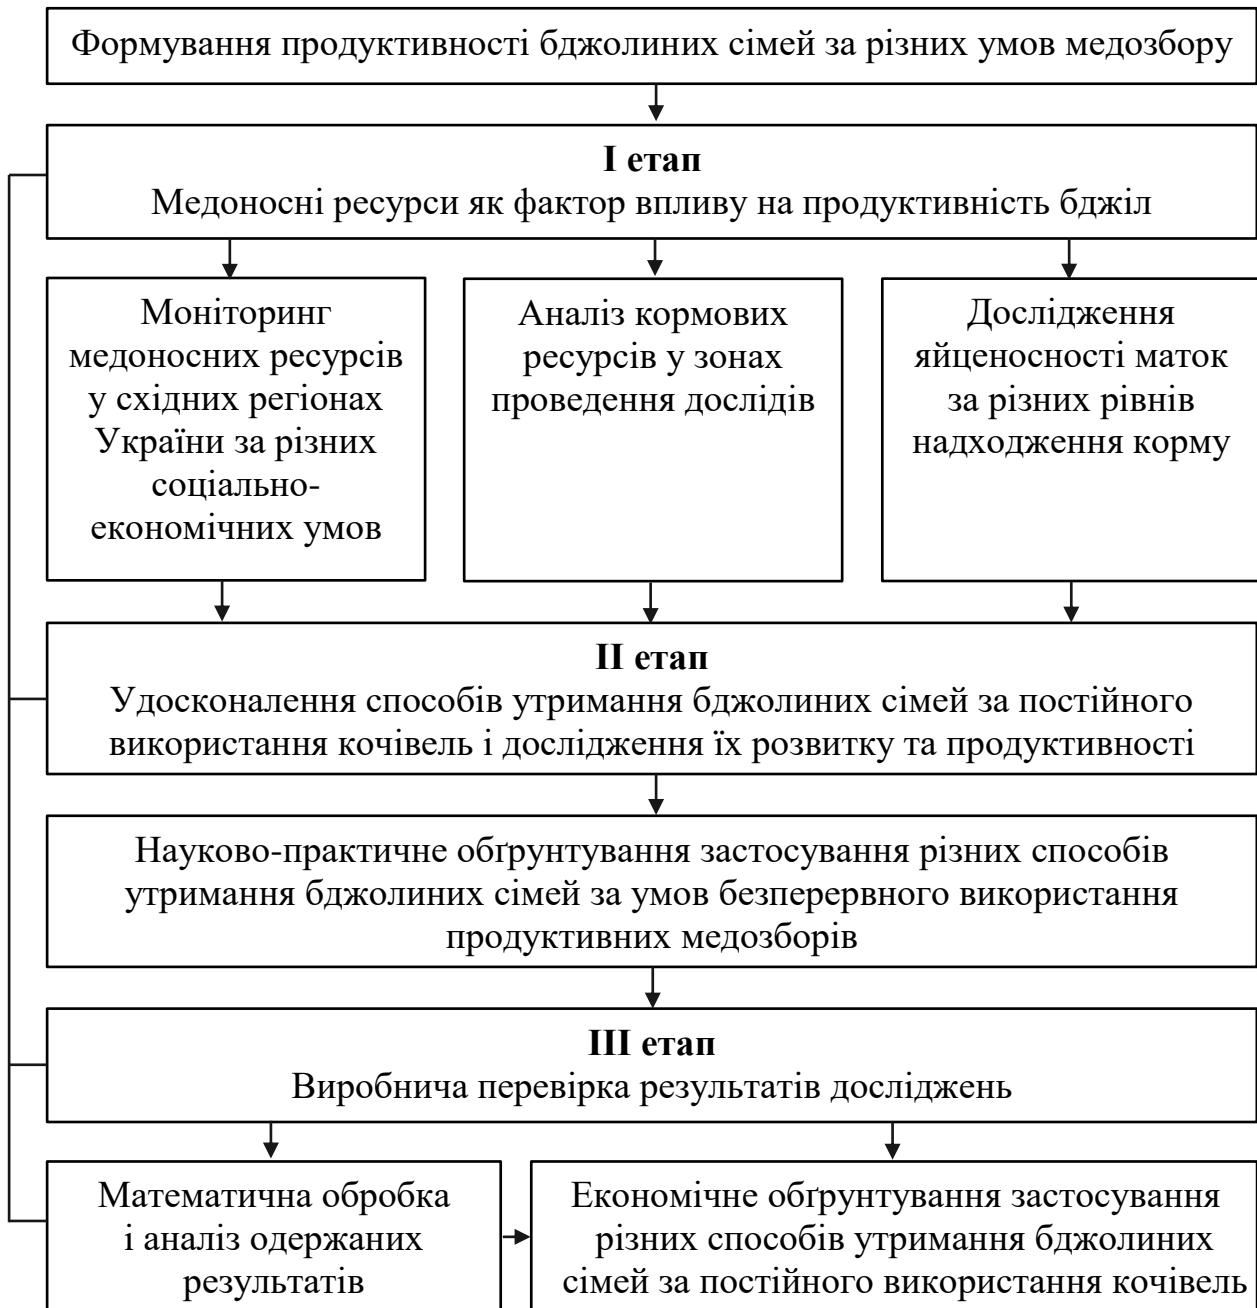 Формування продуктивності бджолиних сімей за різних умов медозбору
I етап
Медоносні ресурси як фактор впливу на продуктивність бджіл
Моніторинг
медоносних ресурсів
у східних регіонах
України за різних
соціально-
економічних умов
Аналіз кормових
ресурсів у зонах
проведення дослідів
Дослідження
яйценосності маток
за різних рівнів
надходження корму
II етап
Удосконалення способів утримання бджолиних сімей за постійного
використання кочівель і дослідження їх розвитку та продуктивності
Науково-практичне обґрунтування застосування різних способів
утримання бджолиних сімей за умов безперервного використання
продуктивних медозборів
III етап
Виробнича перевірка результатів досліджень
Математична обробка
і аналіз одержаних
результатів
Економічне обґрунтування застосування
різних способів утримання бджолиних
сімей за постійного використання кочівель